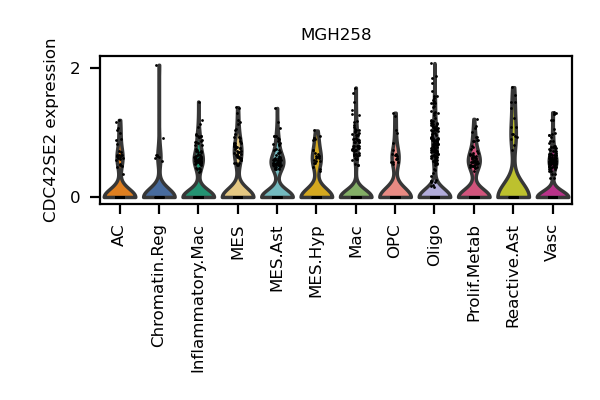 MGH258
CDC42SE2 expression
2
0
AC
Chromatin.Reg
Inflammatory.Mac
MES
MES.Ast
MES.Hyp
Mac
OPC
Oligo
Prolif.Metab
Reactive.Ast
Vasc